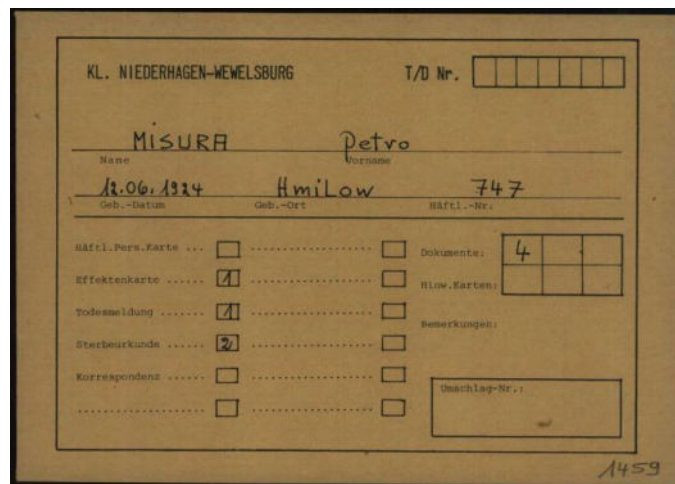 KL. NIEDERHAGEN-WEWELSBURG T/D Nr.
MISURA Petro
Name Vorname
12.06.1924 HmiLow 747
Geb.-Datum Geb.-Ort Häftl.-Nr.
Häftl.Pers.Karte ... .................... Dokumente: 4
Effektenkarte ...... 1 .................... Hinw.Karten:
Todesmeldung ....... 1 ....................
Bemerkungen:
Sterbeurkunde ...... 2 ....................
Korrespondenz ...... ....................
Umschlag-Nr.:
.................... ....................
1459